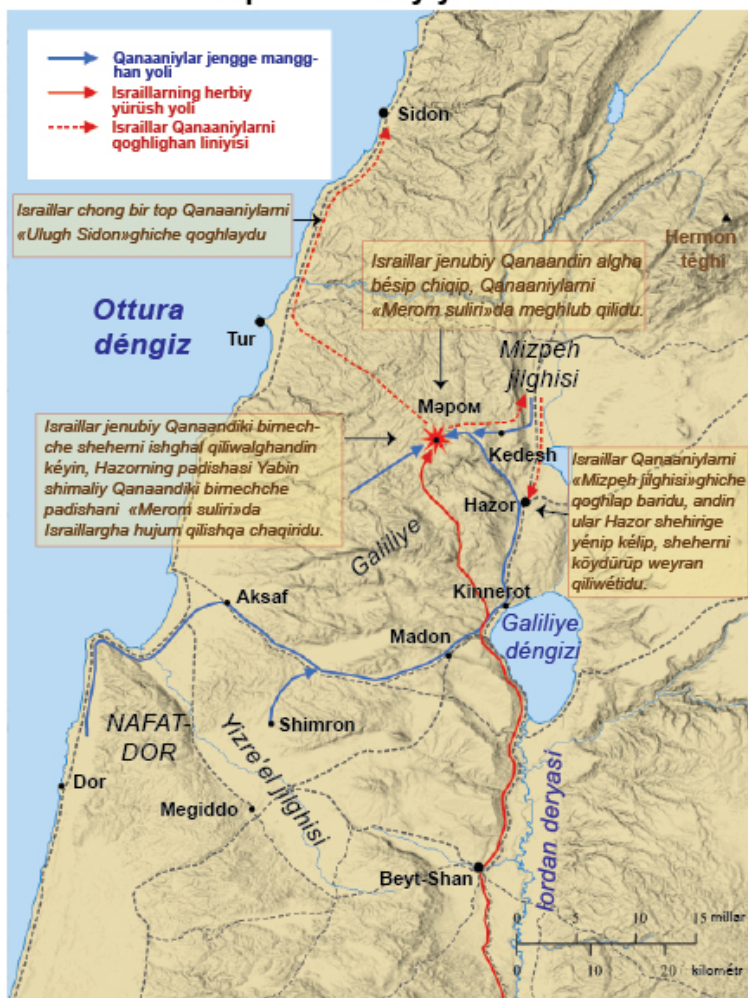 Qanaaniylar jengge mangg-
han yoli
Israillarning herbiy
yürüsh yoli
Israillar Qanaaniylarni
qoghlighan liniyisi
Sidon
Israillar chong bir top Qanaaniylarni
«Ulugh Sidon»ghiche qoghlaydu
Hermon
têghi
Israillar jenubiy Qanaandin algha
bésip chiqip, Qanaaniylarni
«Merom suliri»da meghlub qilidu.
Ottura
déngiz
Tur
Mizpeh
jilghisi
Мәром
Kedesh
Israillar jenubiy Qanaandiki birnech-
che sheherni ishghal qiliwalghandin
kéyin, Hazorning padishasi Yabin
shimaliy Qanaandiki birnechche
padishani «Merom suliri»da
Israillargha hujum qilishqa chaqiridu.
Israillar Qanaaniylarni
«Mizpeh jilghisi»ghiche
qoghlap baridu, andin
ular Hazor shehirige
yénip kélip, sheherni
köydürüp weyran
qiliwétidu.
Hazor
Galiliye
Kinnerot
Aksaf
Madon
Galiliye
déngizi
Shimron
NAFAT-
DOR
Yizre'el jilghisi
Dor
Megiddo
Iordan deryasi
Beyt-Shan
0 5 10 15 millar
0 10 20 kilométr